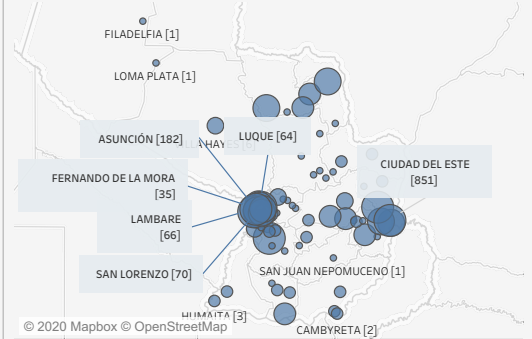 FILADELFIA [1]
LOMA PLATA [1]
ASUNCIÓN [182]
LUQUE [64]
FERNANDO DE LA MORA
[35]
CIUDAD DEL ESTE
[851]
LAMBARE
[66]
SAN LORENZO [70]
SAN JUAN NEPOMUCENO [1]
HUMAITA [3]
CAMBYRETA [2]
© 2020 Mapbox © OpenStreetMap